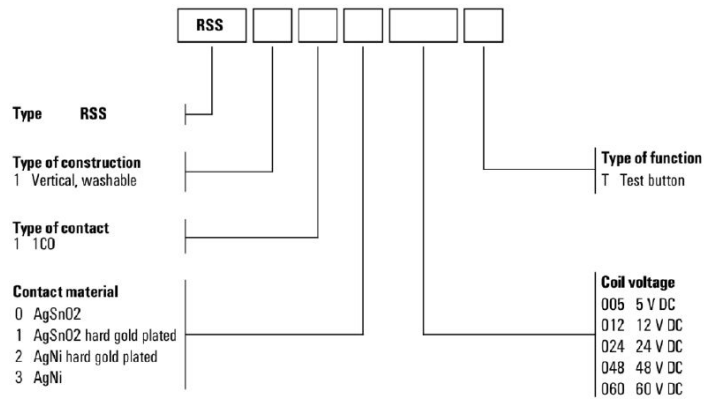 RSS
Type RSS
Type of construction
1 Vertical, washable
Type of contact
1 1CO
Contact material
0 AgSnO2
1 AgSnO2 hard gold plated
2 AgNi hard gold plated
3 AgNi
Type of function
T Test button
Coil voltage
005 5 V DC
012 12 V DC
024 24 V DC
048 48 V DC
060 60 V DC